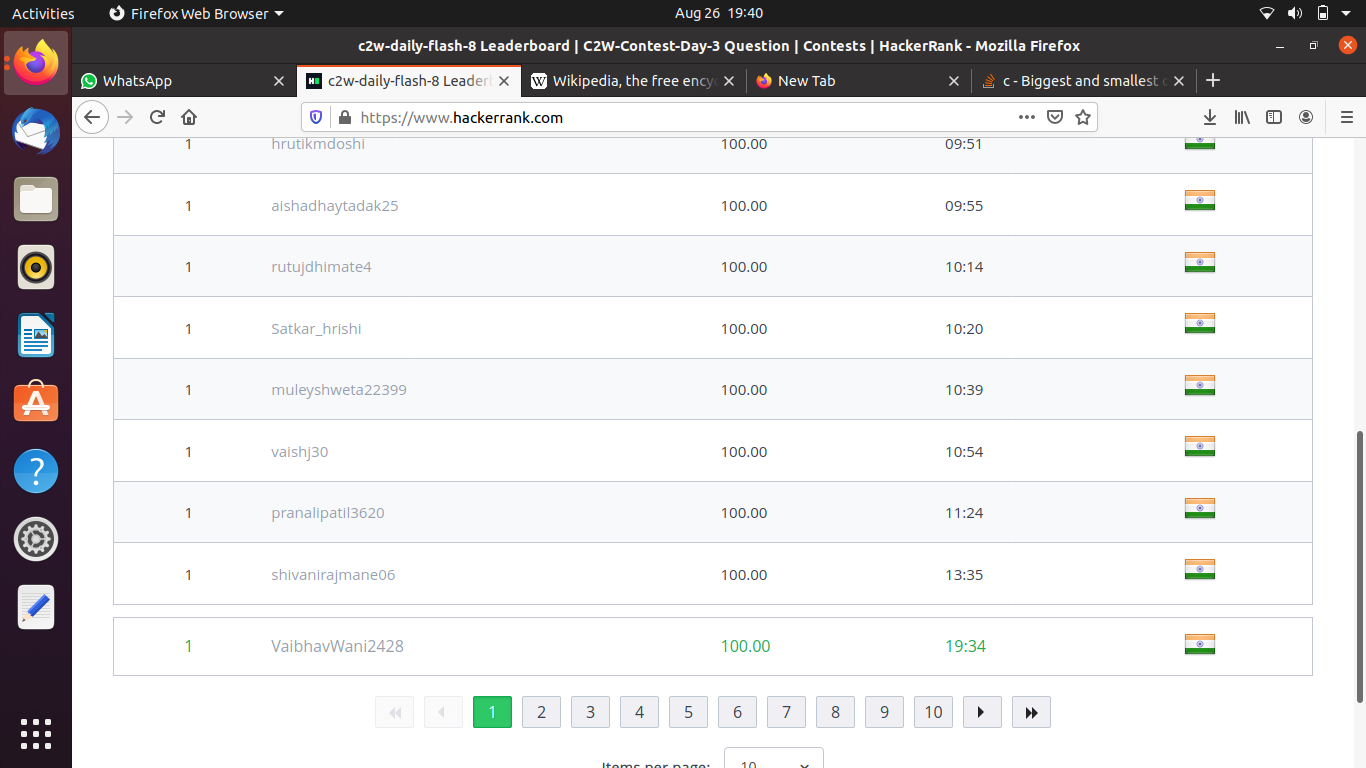 Activities Firefox Web Browser Aug 26 19:40
c2w-daily-flash-8 Leaderboard | C2W-Contest-Day-3 Question | Contests | HackerRank - Mozilla Firefox
WhatsApp c2w-daily-flash-8 Leader Wikipedia, the free ency New Tab c - Biggest and smallest
https://www.hackerrank.com
1 hrutikmdoshi 100.00 09:51
1 aishadhaytadak25 100.00 09:55
1 rutujdhimate4 100.00 10:14
1 Satkar_hrishi 100.00 10:20
1 muleyshweta22399 100.00 10:39
1 vaishj30 100.00 10:54
1 pranalipatil3620 100.00 11:24
1 shivanirajmane06 100.00 13:35
1 VaibhavWani2428 100.00 19:34
1 2 3 4 5 6 7 8 9 10
Items per page: 10